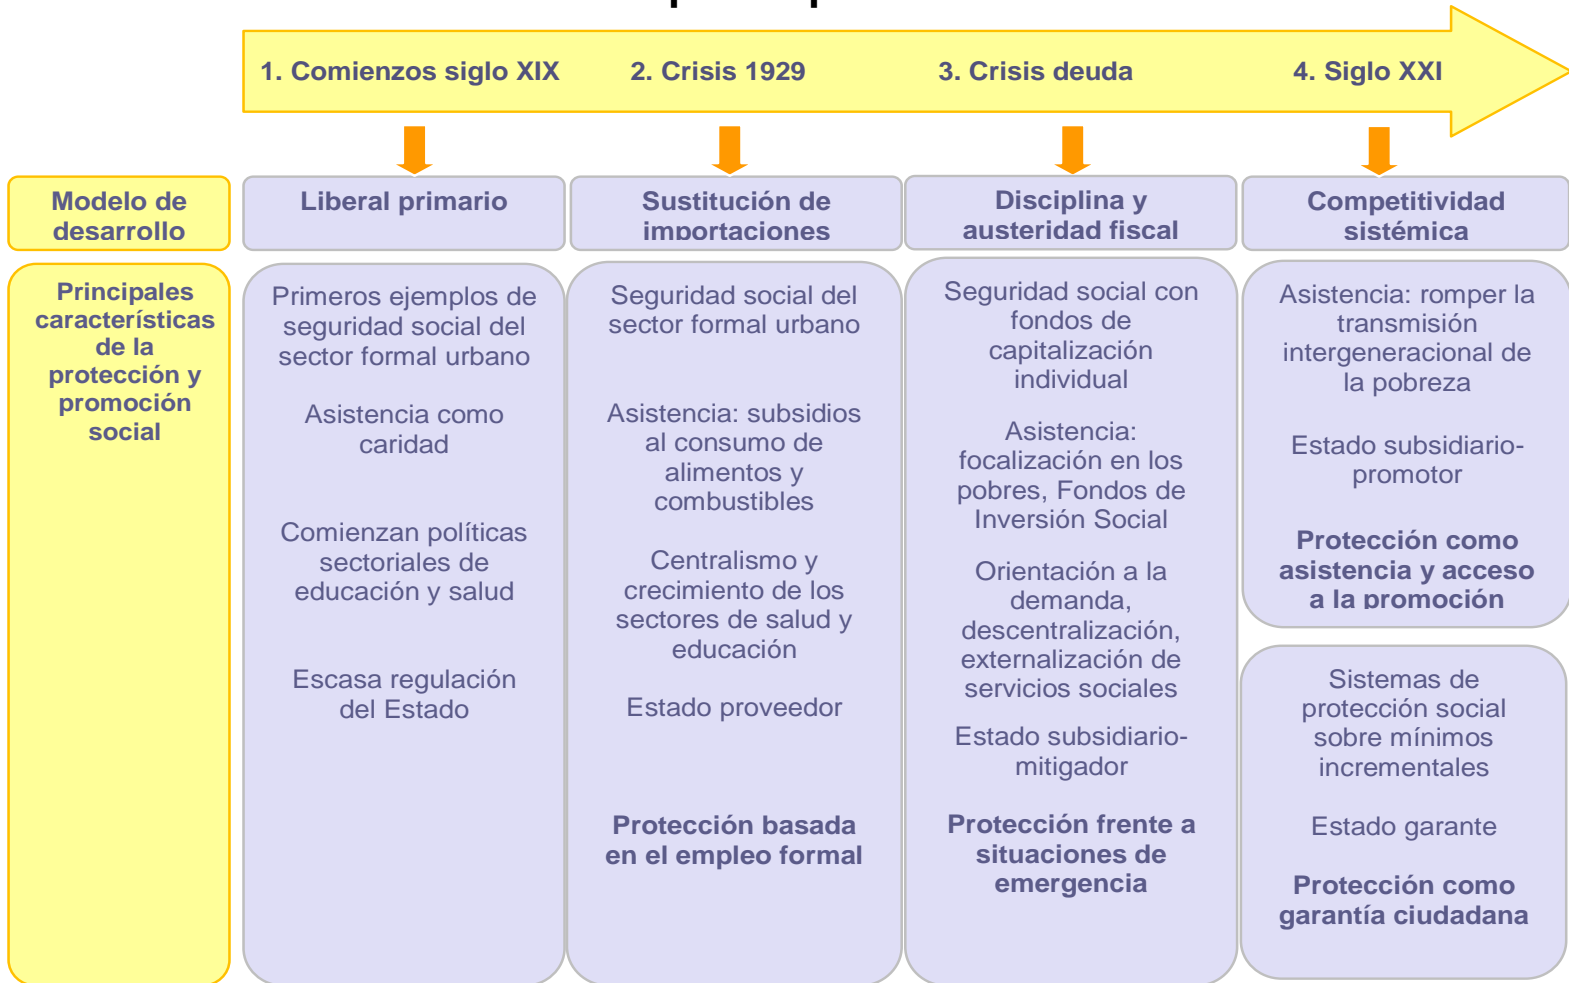 1. Comienzos siglo XIX
2. Crisis 1929
3. Crisis deuda
4. Siglo XXI
Modelo de
desarrollo
Liberal primario
Sustitución de
importaciones
Disciplina y
austeridad fiscal
Competitividad
sistémica
Principales
características
de la
protección y
promoción
social
Primeros ejemplos de
seguridad social del
sector formal urbano
Asistencia como
caridad
Comienzan políticas
sectoriales de
educación y salud
Escasa regulación
del Estado
Seguridad social del
sector formal urbano
Asistencia: subsidios
al consumo de
alimentos y
combustibles
Centralismo y
crecimiento de los
sectores de salud y
educación
Estado proveedor
Protección basada
en el empleo formal
Seguridad social con
fondos de
capitalización
individual
Asistencia:
focalización en los
pobres, Fondos de
Inversión Social
Orientación a la
demanda,
descentralización,
externalización de
servicios sociales
Estado subsidiario-
mitigador
Protección frente a
situaciones de
emergencia
Asistencia: romper la
transmisión
intergeneracional de
la pobreza
Estado subsidiario-
promotor
Protección como
asistencia y acceso
a la promoción
Sistemas de
protección social
sobre mínimos
incrementales
Estado garante
Protección como
garantía ciudadana